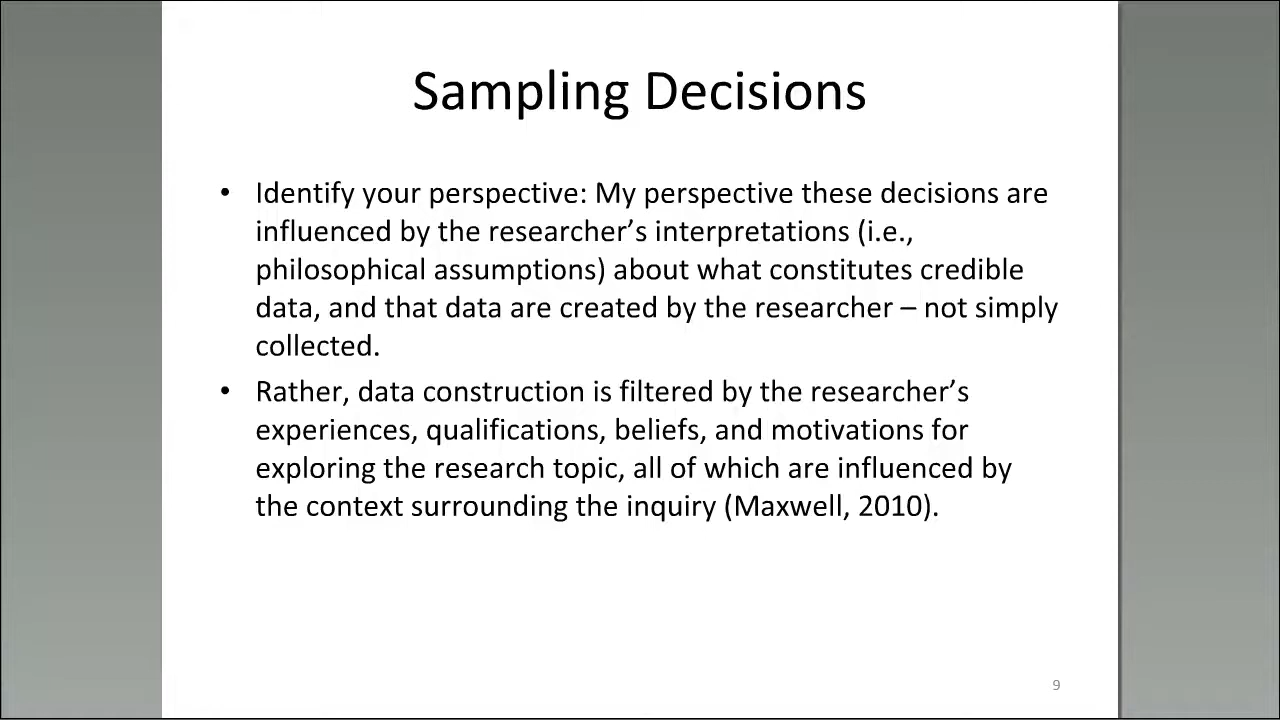 Sampling Decisions
• Identify your perspective: My perspective these decisions are
influenced by the researcher’s interpretations (i.e.,
philosophical assumptions) about what constitutes credible
data, and that data are created by the researcher – not simply
collected.
• Rather, data construction is filtered by the researcher’s
experiences, qualifications, beliefs, and motivations for
exploring the research topic, all of which are influenced by
the context surrounding the inquiry (Maxwell, 2010).
9